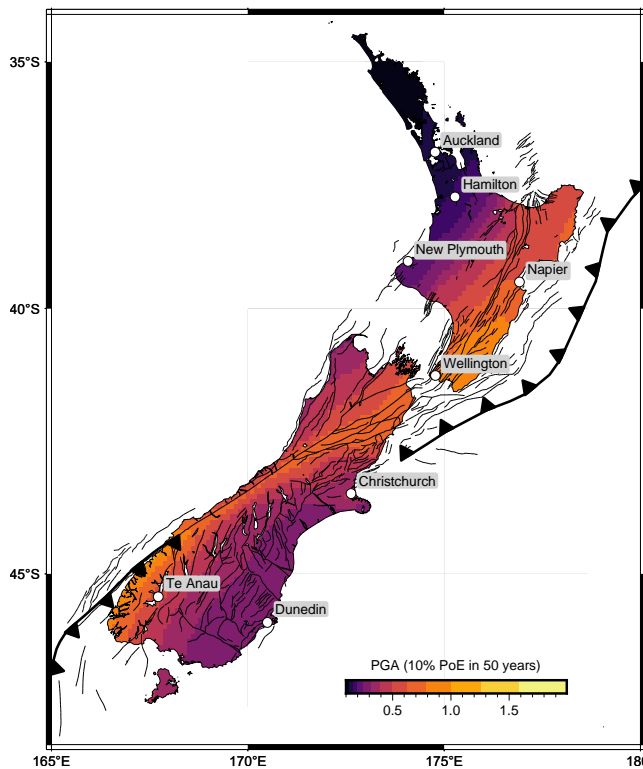 35°S
Auckland
Hamilton
New Plymouth
Napier
40°S
Wellington
Christchurch
45°S
Te Anau
Dunedin
PGA (10% PoE in 50 years)
0.5 1.0 1.5
165°E 170°E 175°E 180